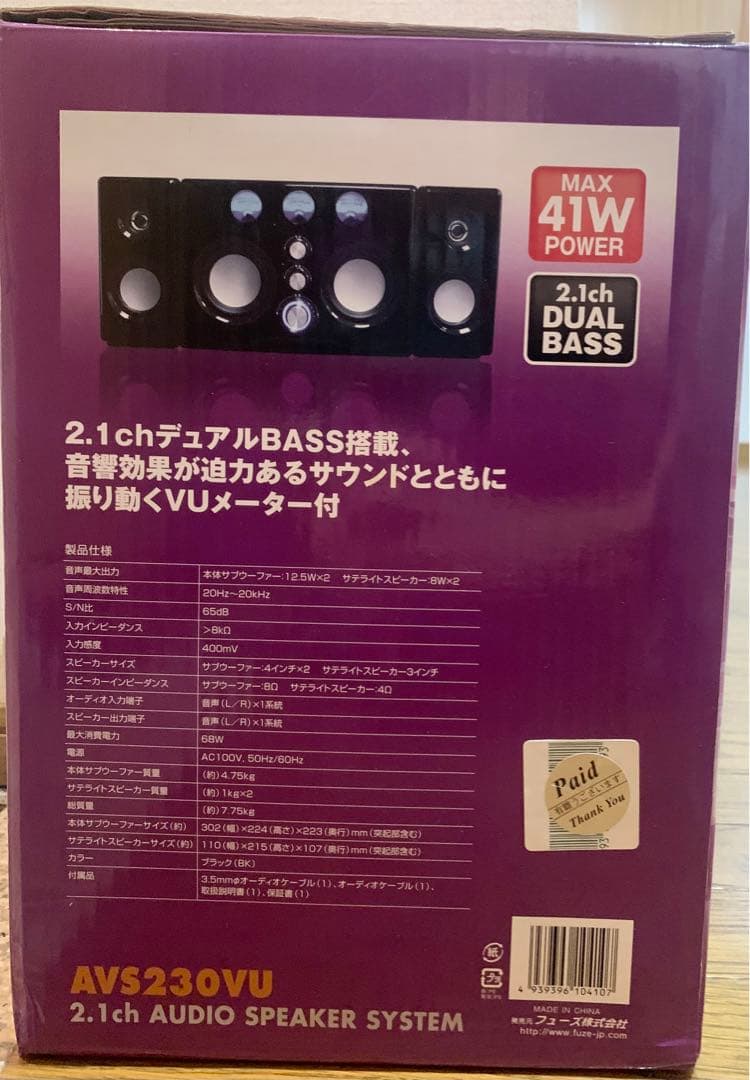 MAX
41W
POWER
2.1ch
DUAL
BASS
2.1chデュアルBASS搭載、
音響効果が迫力あるサウンドとともに
振り動くVUメーター付
製品仕様
音声最大出力 本体サブウーファー:12.5W×2 サテライトスピーカー:8W×2
音声周波数特性 20Hz～20kHz
S/N比 65dB
入力インピーダンス >8kΩ
入力感度 400mV
スピーカーサイズ サブウーファー:4インチ×2 サテライトスピーカー3インチ
スピーカーインピーダンス サブウーファー:8Ω サテライトスピーカー:4Ω
オーディオ入力端子 音声(L/R)×1系統
スピーカー出力端子 音声(L/R)×1系統
最大消費電力 68W
電源 AC100V, 50Hz/60Hz
本体サブウーファー質量 (約)4.75kg
サテライトスピーカー質量 (約)1kg×2
総質量 (約)7.75kg
本体サブウーファーサイズ(約) 302(幅)×224(高さ)×223(奥行)mm(突起部含む)
サテライトスピーカーサイズ(約) 110(幅)×215(高さ)×107(奥行)mm(突起部含む)
カラー ブラック(BK)
付属品 3.5mmφオーディオケーブル(1)、オーディオケーブル(1)、
取扱説明書(1)、保証書(1)
Paid
有難うございます
Thank You
93
93
紙
プラ
4 939396 104107
MADE IN CHINA
発売元 フューズ株式会社
http://www.fuze-jp.com
AVS230VU
2.1ch AUDIO SPEAKER SYSTEM